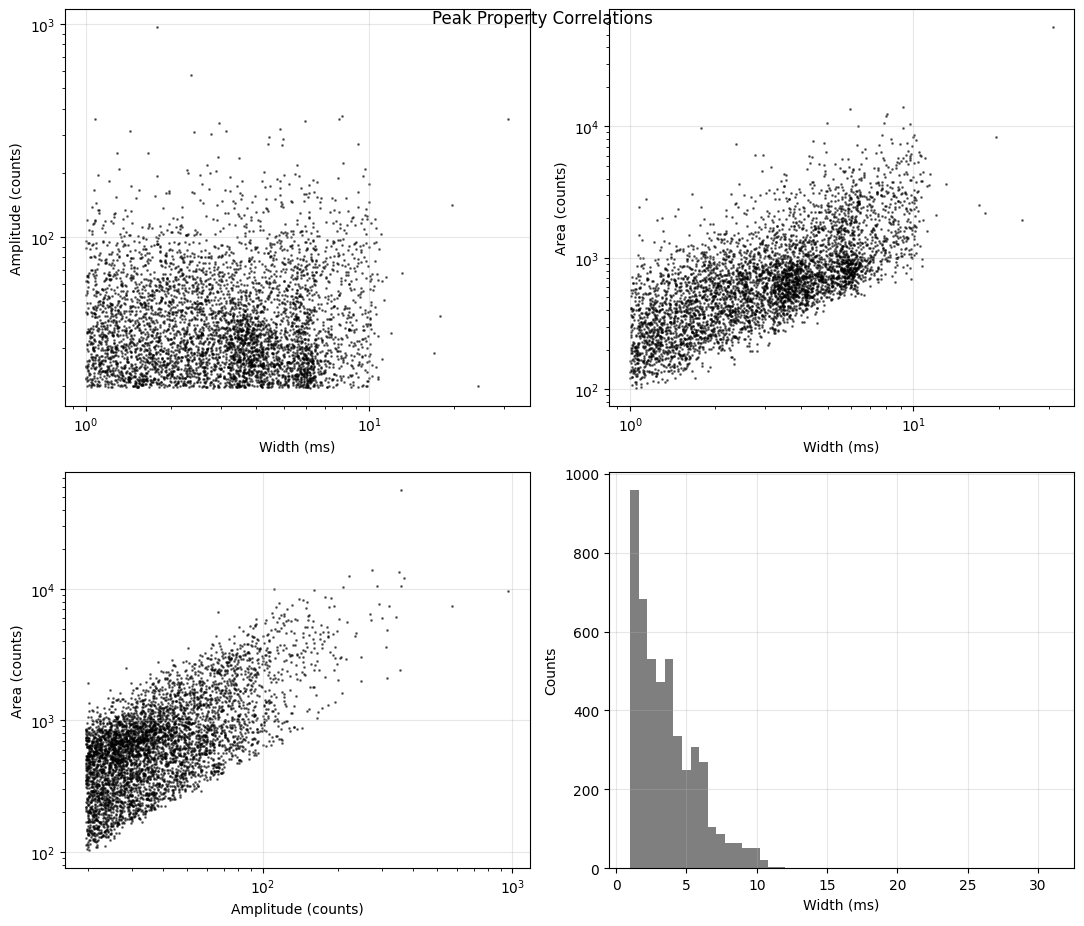 Peak Property Correlations
10³
10²
Amplitude (counts)
10⁰
10¹
Width (ms)
10⁴
10³
10²
Area (counts)
10⁰
10¹
Width (ms)
10⁴
10³
10²
Area (counts)
10²
10³
Amplitude (counts)
1000
800
600
400
200
0
Counts
0 5 10 15 20 25 30
Width (ms)